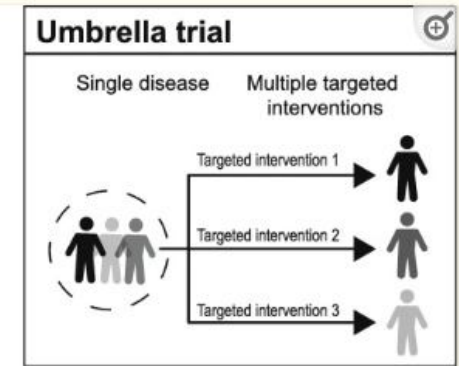 Umbrella trial
Single disease
Multiple targeted
interventions
Targeted intervention 1
Targeted intervention 2
Targeted intervention 3